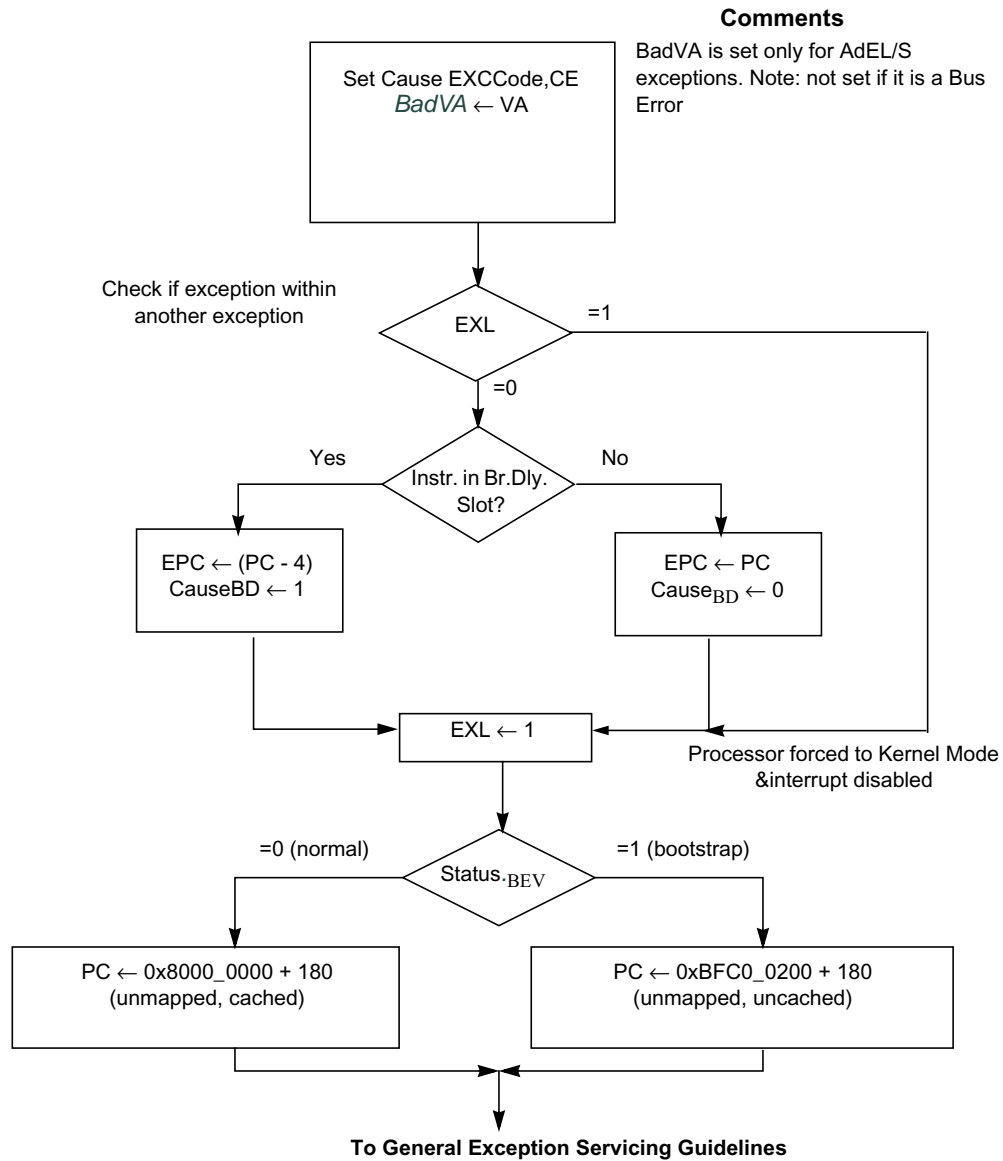 Comments
BadVA is set only for AdEL/S
exceptions. Note: not set if it is a Bus
Error
Set Cause EXCCode,CE
BadVA ← VA
Check if exception within
another exception
EXL
=1
=0
Yes
Instr. in Br.Dly.
Slot?
No
EPC ← (PC - 4)
CauseBD ← 1
EPC ← PC
CauseBD ← 0
EXL ← 1
Processor forced to Kernel Mode
&interrupt disabled
=0 (normal)
Status.BEV
=1 (bootstrap)
PC ← 0x8000_0000 + 180
(unmapped, cached)
PC ← 0xBFC0_0200 + 180
(unmapped, uncached)
To General Exception Servicing Guidelines